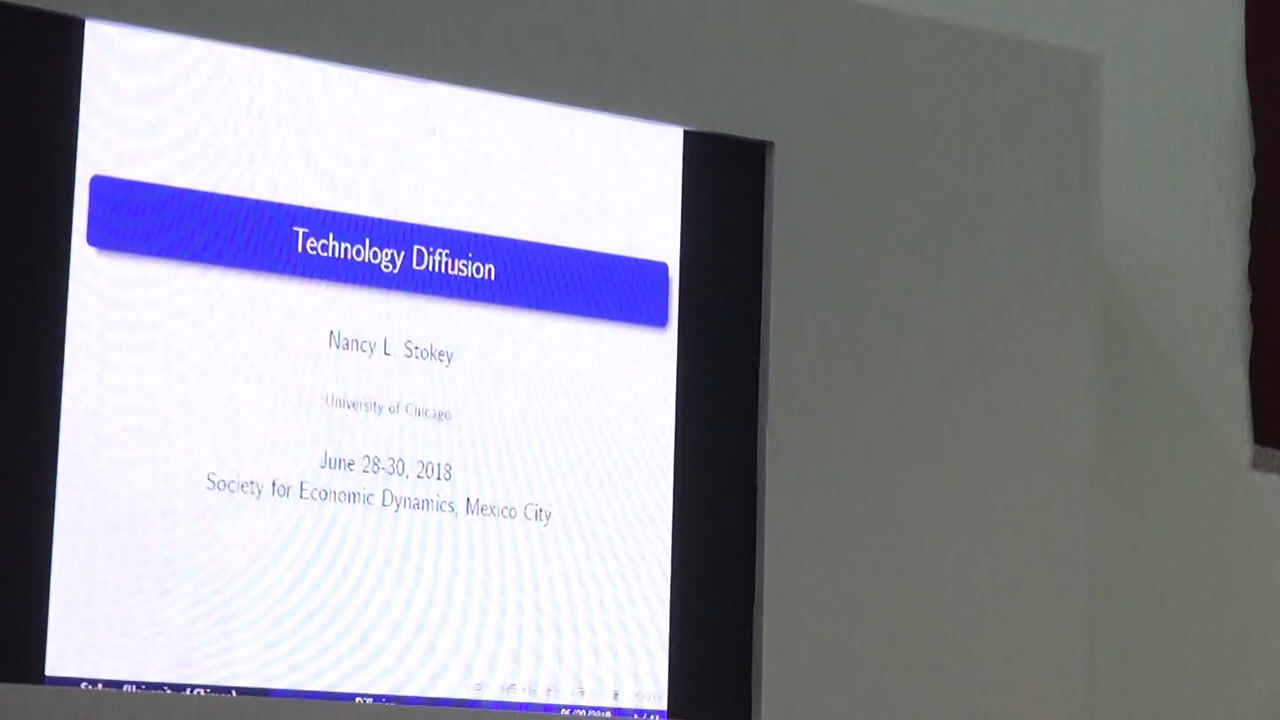 Technology Diffusion
Nancy L. Stokey
University of Chicago
June 28-30, 2018
Society for Economic Dynamics, Mexico City